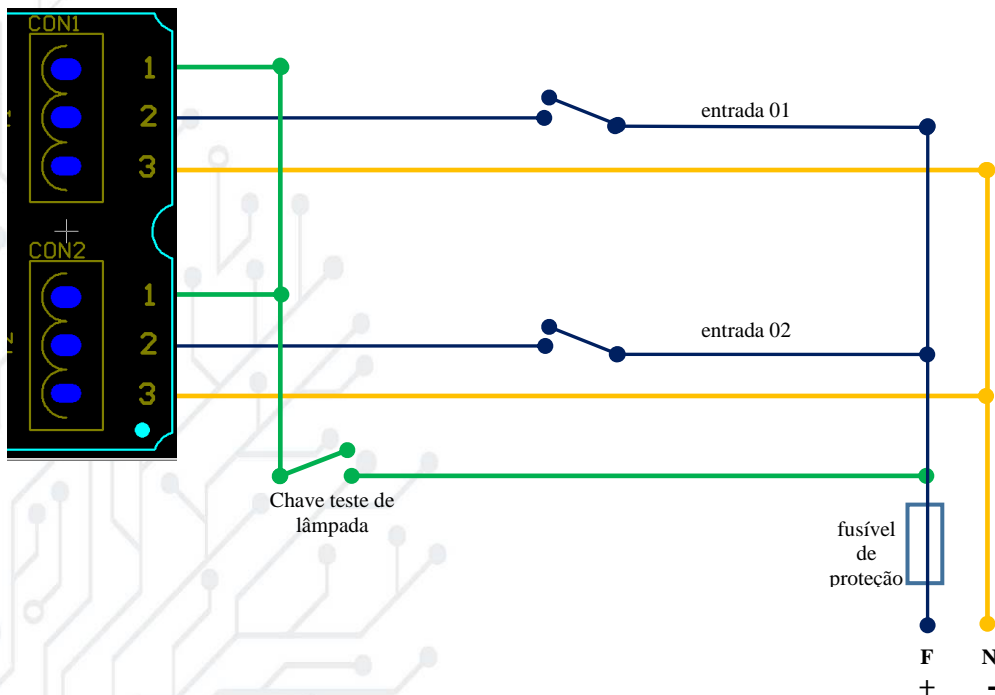 CON1
1
2
3
entrada 01
CON2
1
2
3
entrada 02
Chave teste de
lâmpada
fusível
de
proteção
F
N
+
-